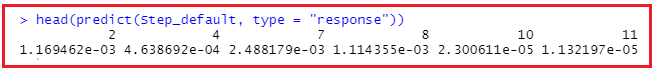 > head(predict(Step_default, type = "response"))
2 4 7 8 10 11
1.169462e-03 4.638692e-04 2.488179e-03 1.114355e-03 2.300611e-05 1.132197e-05